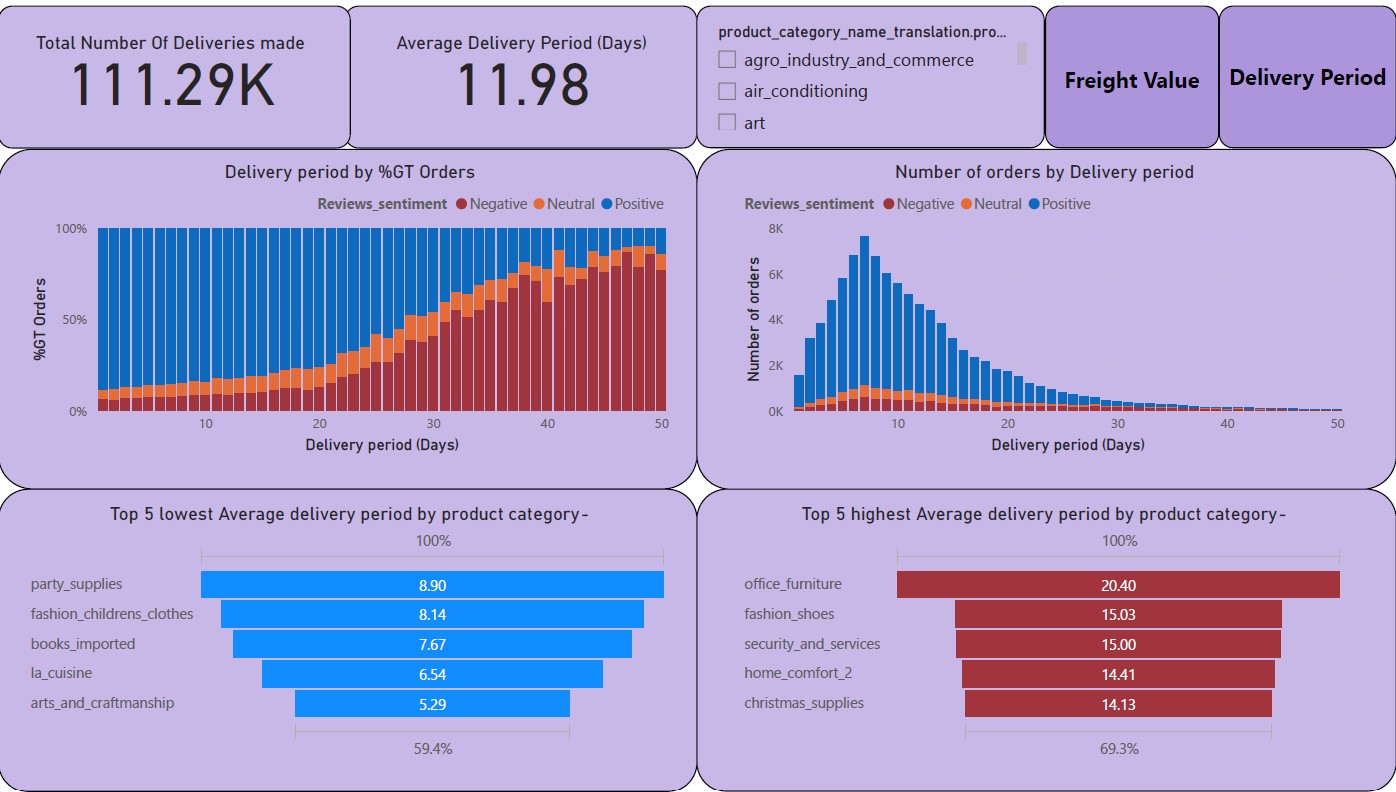 Total Number Of Deliveries made
111.29K
Average Delivery Period (Days)
11.98
product_category_name_translation.pro...
agro_industry_and_commerce
air_conditioning
art
Freight Value
Delivery Period
Delivery period by %GT Orders
Reviews_sentiment Negative Neutral Positive
100%
50%
0%
%GT Orders
10 20 30 40 50
Delivery period (Days)
Number of orders by Delivery period
Reviews_sentiment Negative Neutral Positive
8K
6K
4K
2K
0K
Number of orders
10 20 30 40 50
Delivery period (Days)
Top 5 lowest Average delivery period by product category-
100%
party_supplies 8.90
fashion_childrens_clothes 8.14
books_imported 7.67
la_cuisine 6.54
arts_and_craftmanship 5.29
59.4%
Top 5 highest Average delivery period by product category-
100%
office_furniture 20.40
fashion_shoes 15.03
security_and_services 15.00
home_comfort_2 14.41
christmas_supplies 14.13
69.3%